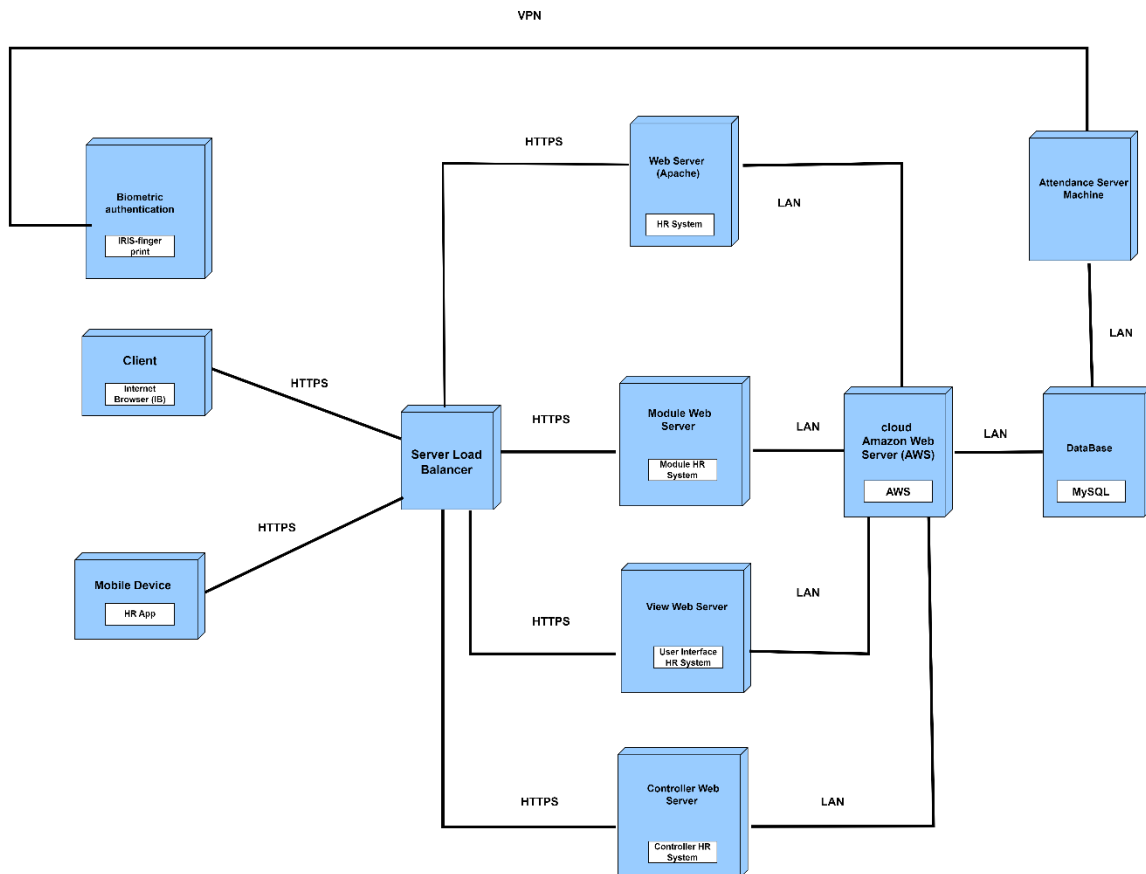 VPN
Biometric
authentication
IRIS-finger
print
HTTPS
Web Server
(Apache)
HR System
LAN
Attendance Server
Machine
LAN
Client
Internet
Browser (IB)
HTTPS
Mobile Device
HR App
HTTPS
Server Load
Balancer
HTTPS
Module Web
Server
Module HR
System
LAN
cloud
Amazon Web
Server (AWS)
AWS
LAN
DataBase
MySQL
HTTPS
View Web Server
User Interface
HR System
LAN
HTTPS
Controller Web
Server
Controller HR
System
LAN